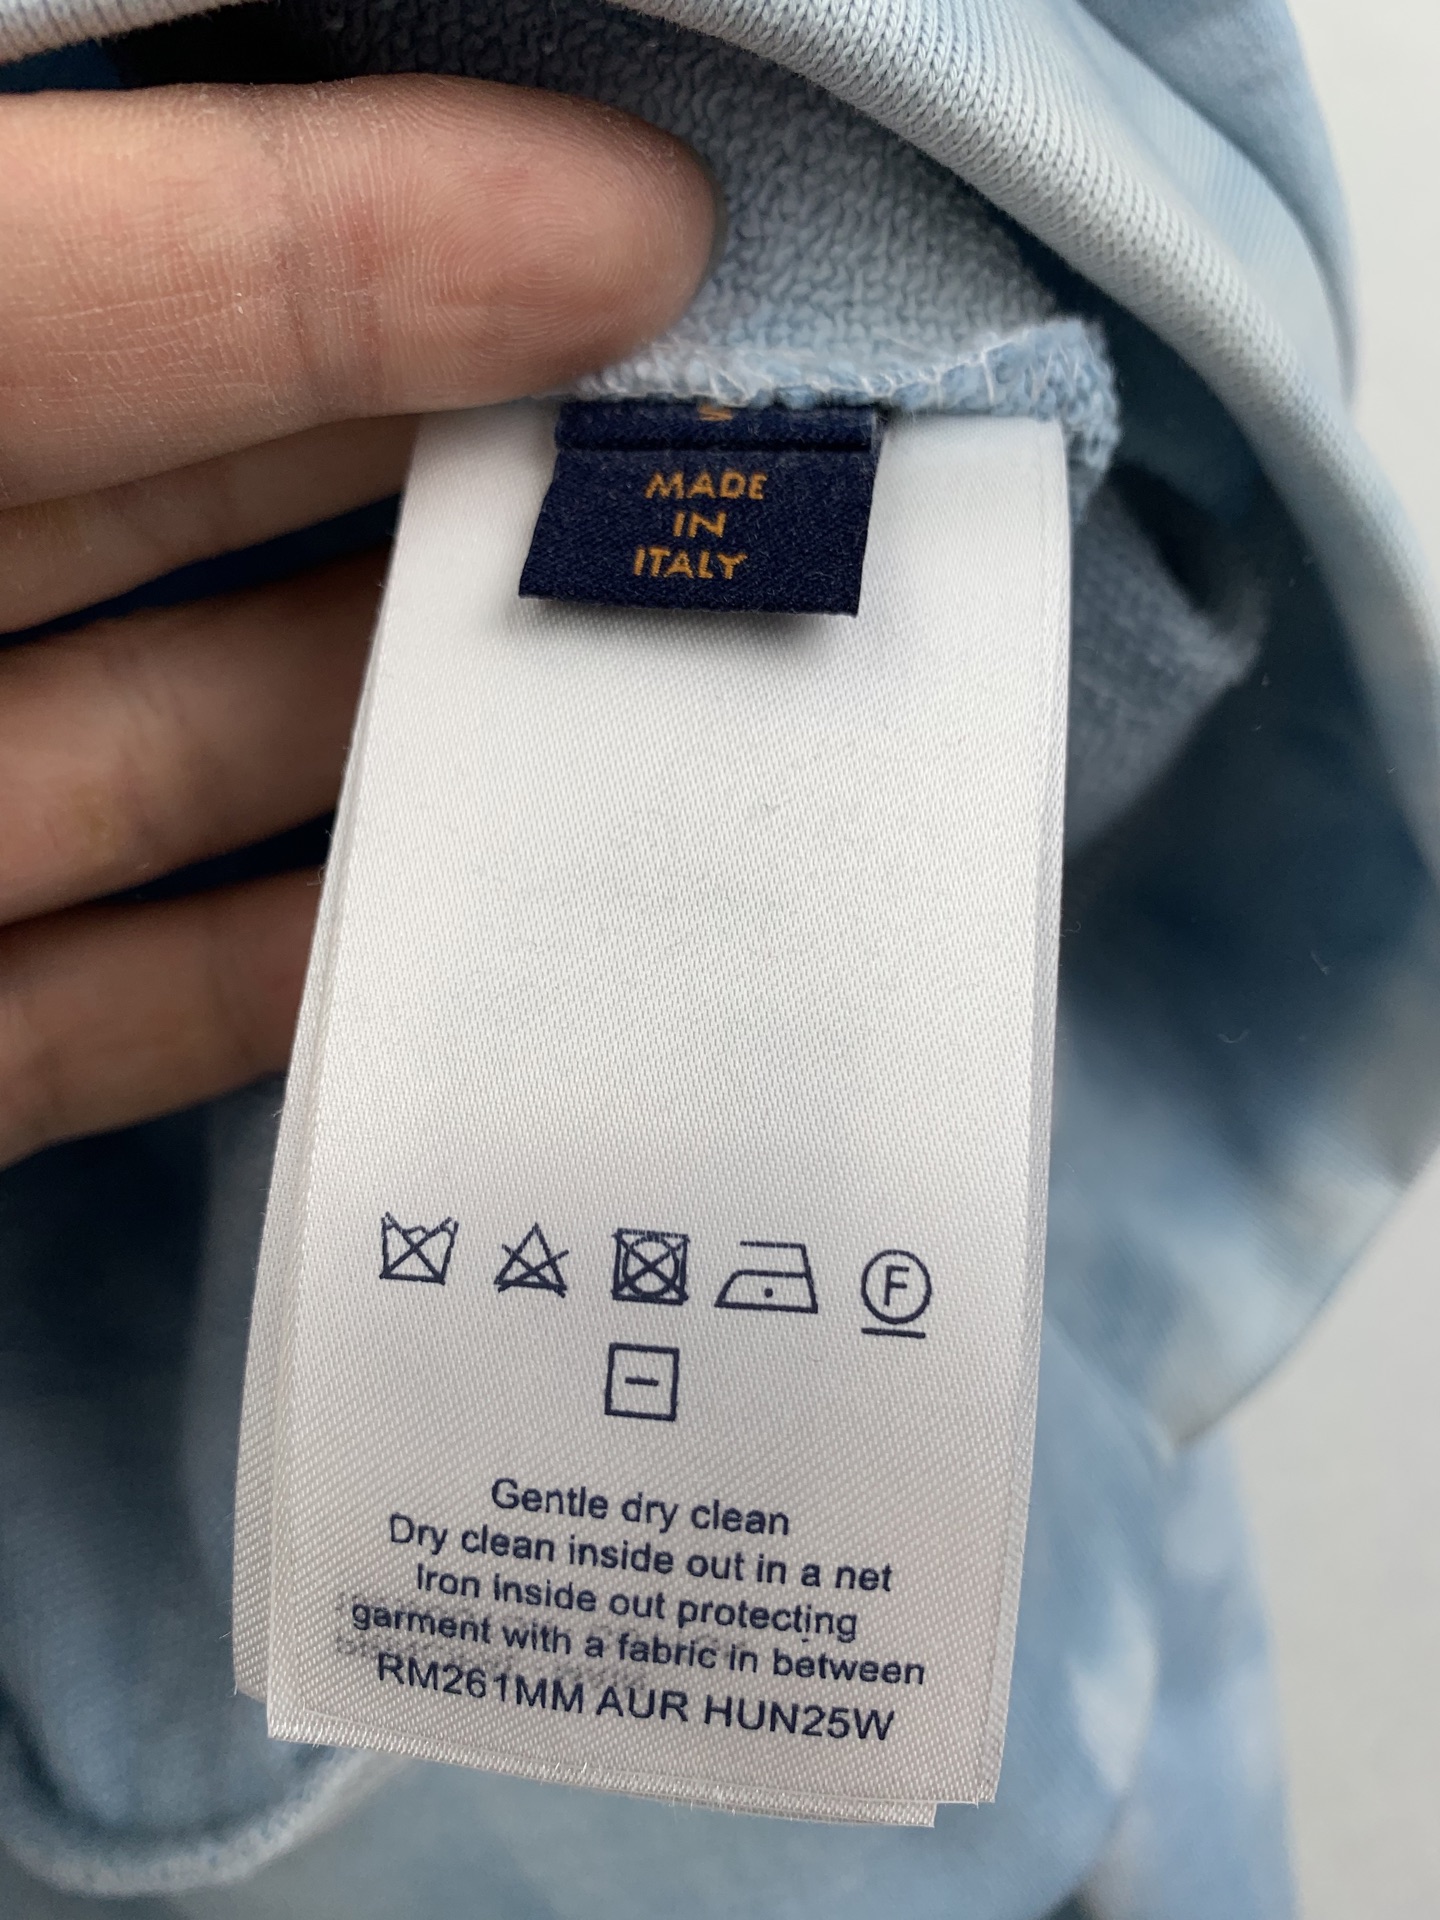 MADE
IN
ITALY
F
Gentle dry clean
Dry clean inside out in a net
Iron inside out protecting
garment with a fabric in between
RM261MM AUR HUN25W